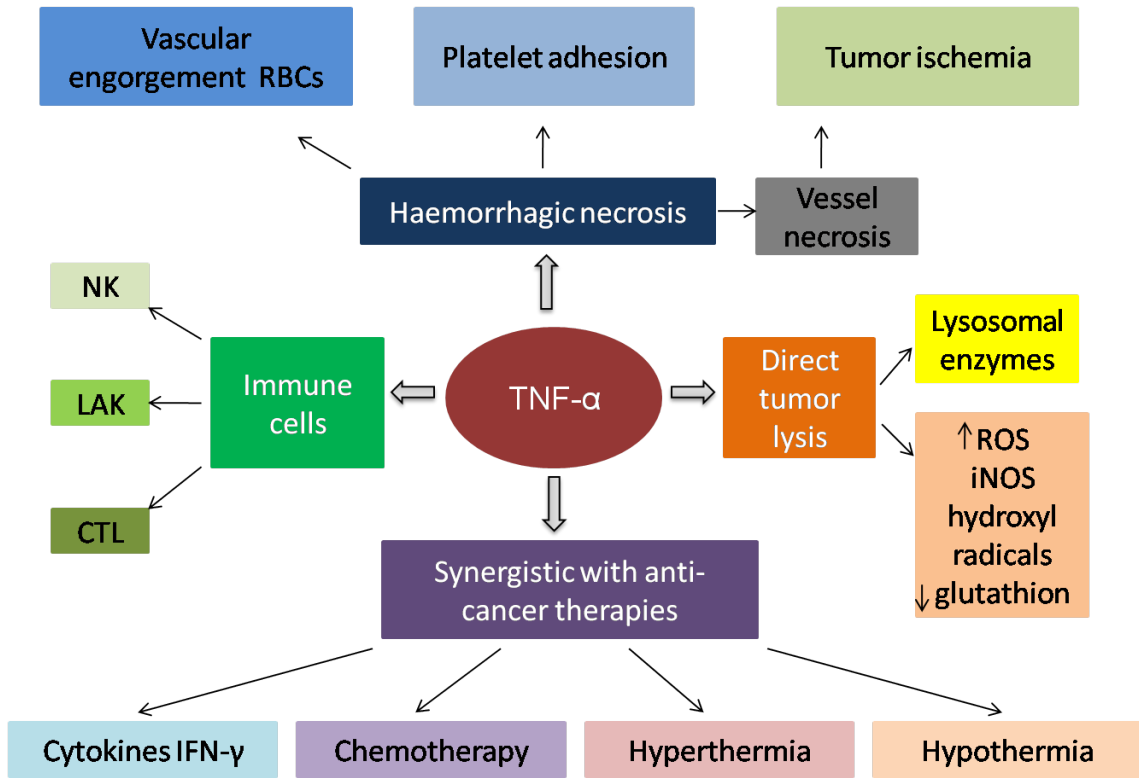 Vascular
engorgement RBCs
Platelet adhesion
Tumor ischemia
Haemorrhagic necrosis
Vessel
necrosis
NK
LAK
CTL
Immune
cells
TNF-α
Direct
tumor
lysis
Lysosomal
enzymes
↑ROS
iNOS
hydroxyl
radicals
↓glutathion
Synergistic with anti-
cancer therapies
Cytokines IFN-γ
Chemotherapy
Hyperthermia
Hypothermia